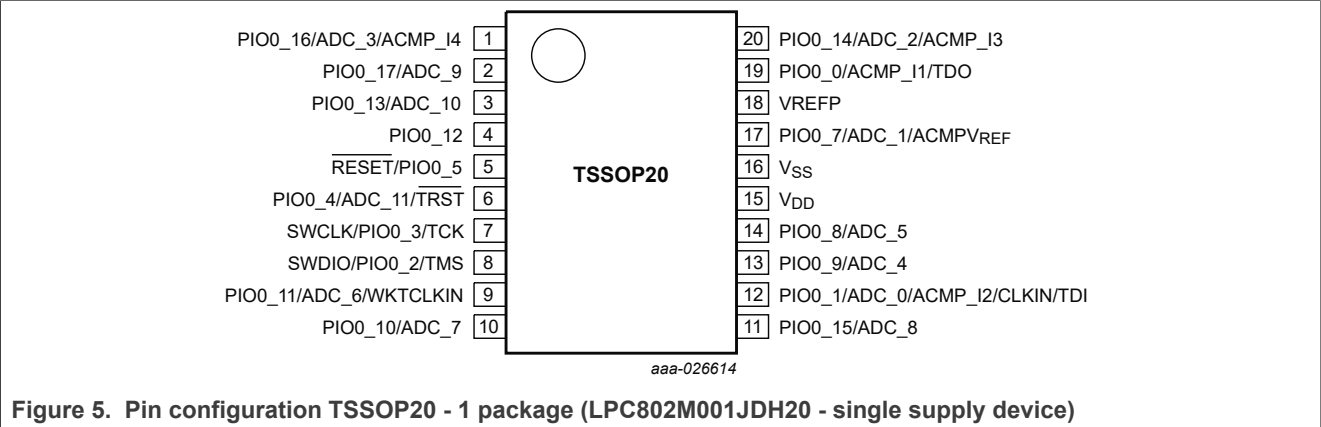 PIO0_16/ADC_3/ACMP_I4 1
PIO0_17/ADC_9 2
PIO0_13/ADC_10 3
PIO0_12 4
RESET/PIO0_5 5
PIO0_4/ADC_11/TRST 6
SWCLK/PIO0_3/TCK 7
SWDIO/PIO0_2/TMS 8
PIO0_11/ADC_6/WKTCLKIN 9
PIO0_10/ADC_7 10
TSSOP20
20 PIO0_14/ADC_2/ACMP_I3
19 PIO0_0/ACMP_I1/TDO
18 VREFP
17 PIO0_7/ADC_1/ACMPVREF
16 VSS
15 VDD
14 PIO0_8/ADC_5
13 PIO0_9/ADC_4
12 PIO0_1/ADC_0/ACMP_I2/CLKIN/TDI
11 PIO0_15/ADC_8
aaa-026614
Figure 5. Pin configuration TSSOP20 - 1 package (LPC802M001JDH20 - single supply device)